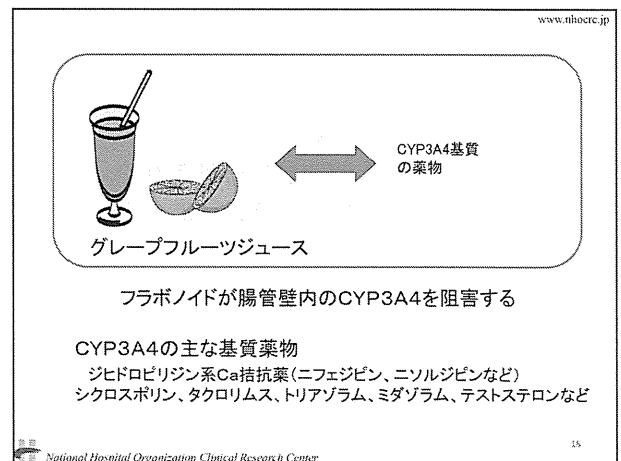 www.nhocrc.jp
CYP3A4基質
の薬物
グレープフルーツジュース
フラボノイドが腸管壁内のCYP3A4を阻害する
CYP3A4の主な基質薬物
ジヒドロピリジン系Ca拮抗薬(ニフェジピン、ニソルジピンなど)
シクロスポリン、タクロリムス、トリアゾラム、ミダゾラム、テストステロンなど
National Hospital Organization Clinical Research Center